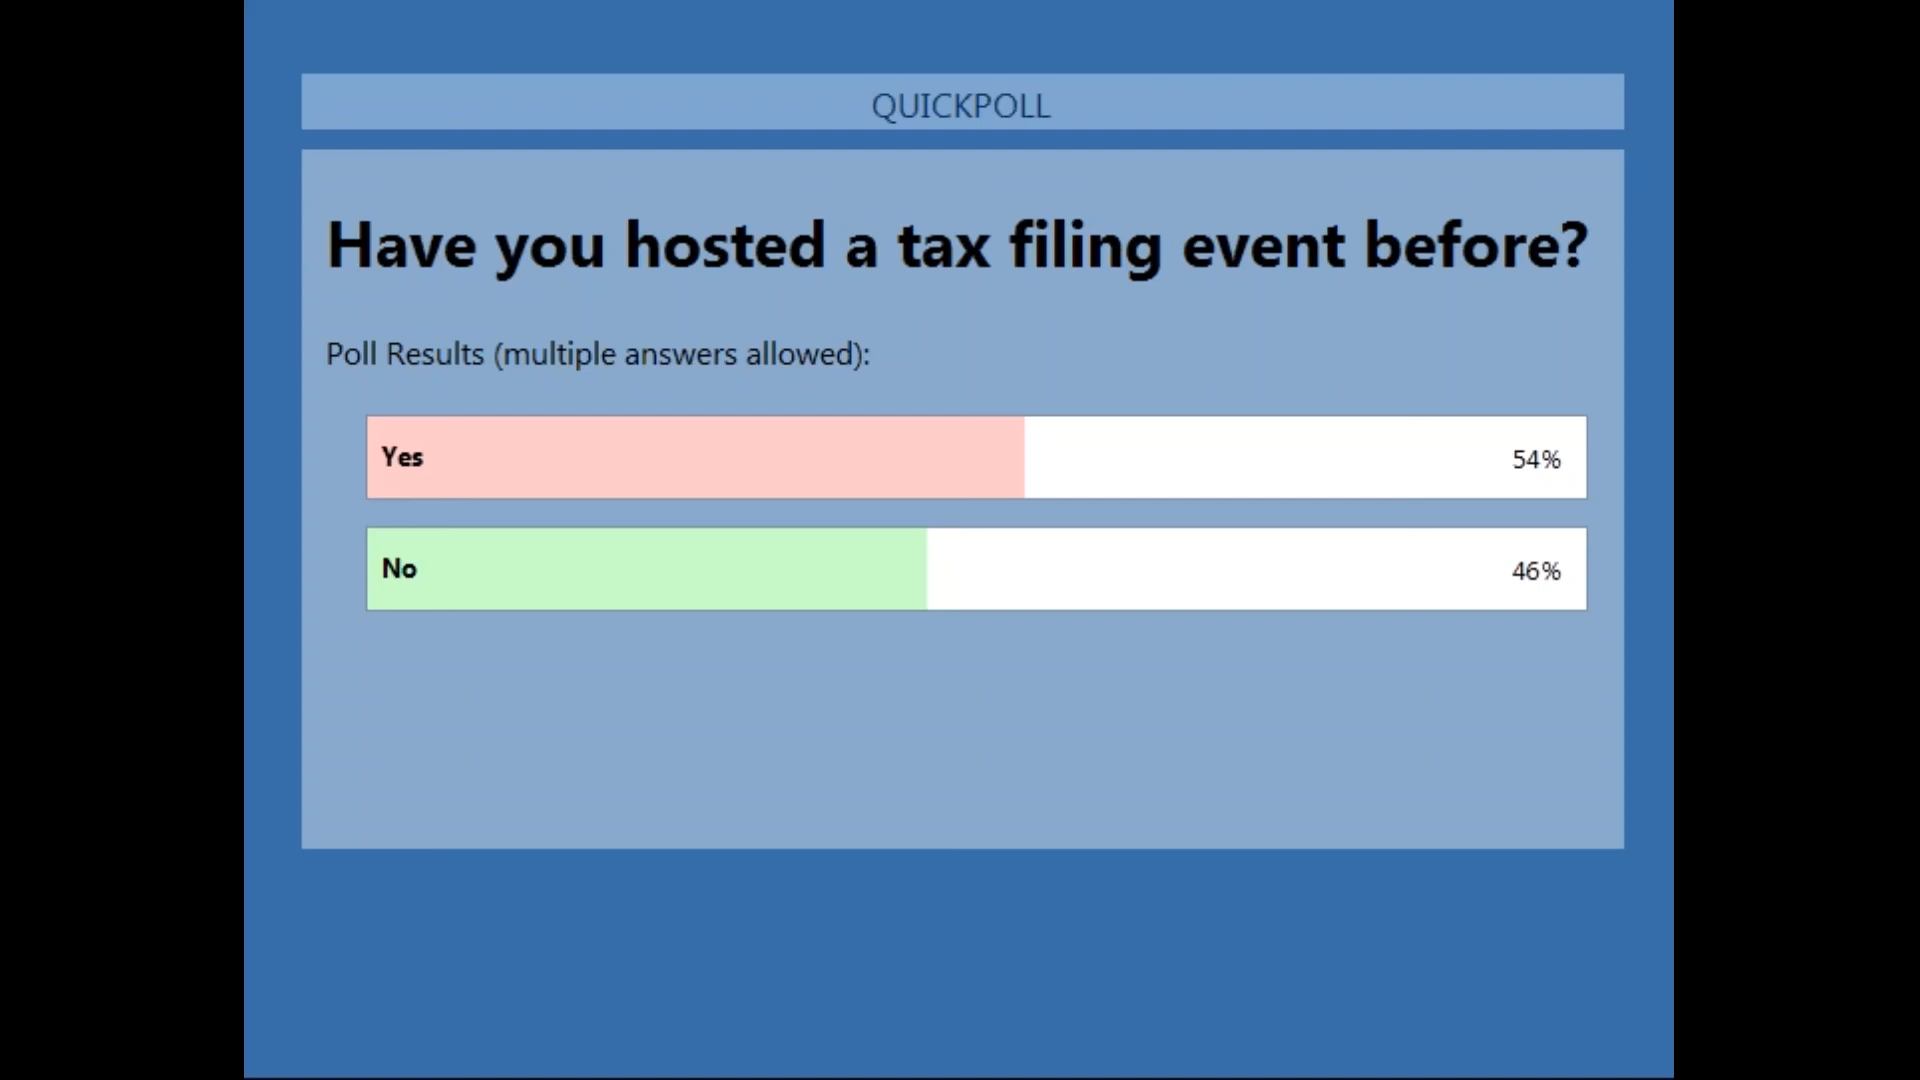 QUICKPOLL
Have you hosted a tax filing event before?
Poll Results (multiple answers allowed):
Yes 54%
No 46%